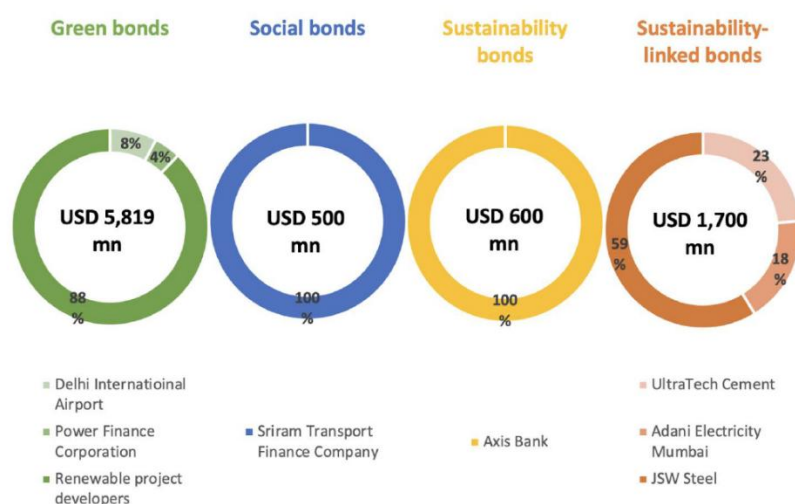 Green bonds
Social bonds
Sustainability
bonds
Sustainability-
linked bonds
8%
4%
USD 5,819
mn
88
%
USD 500
mn
100
%
USD 600
mn
100
%
23
%
USD 1,700
mn
59
%
18
%
Delhi Internatioinal
Airport
Power Finance
Corporation
Renewable project
developers
Sriram Transport
Finance Company
Axis Bank
UltraTech Cement
Adani Electricity
Mumbai
JSW Steel